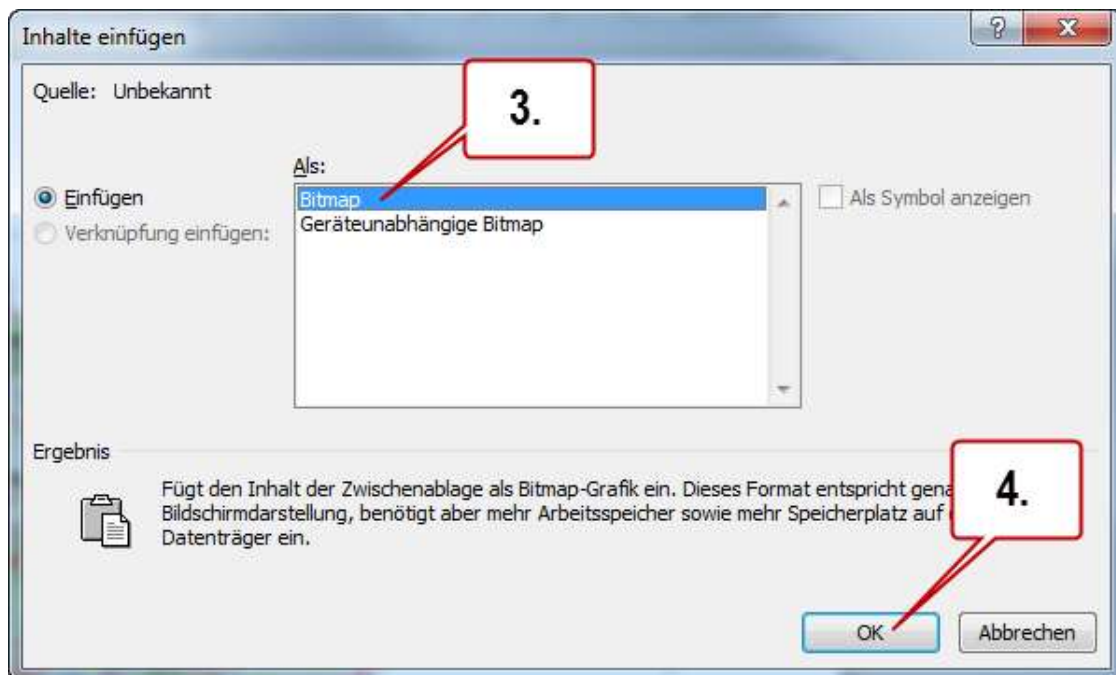 Inhalte einfügen
Quelle: Unbekannt
3.
Als:
Einfügen
Verknüpfung einfügen:
Bitmap
Geräteunabhängige Bitmap
Als Symbol anzeigen
Ergebnis
Fügt den Inhalt der Zwischenablage als Bitmap-Grafik ein. Dieses Format entspricht
Bildschirmdarstellung, benötigt aber mehr Arbeitsspeicher sowie mehr Speicherplatz auf
Datenträger ein.
4.
OK
Abbrechen